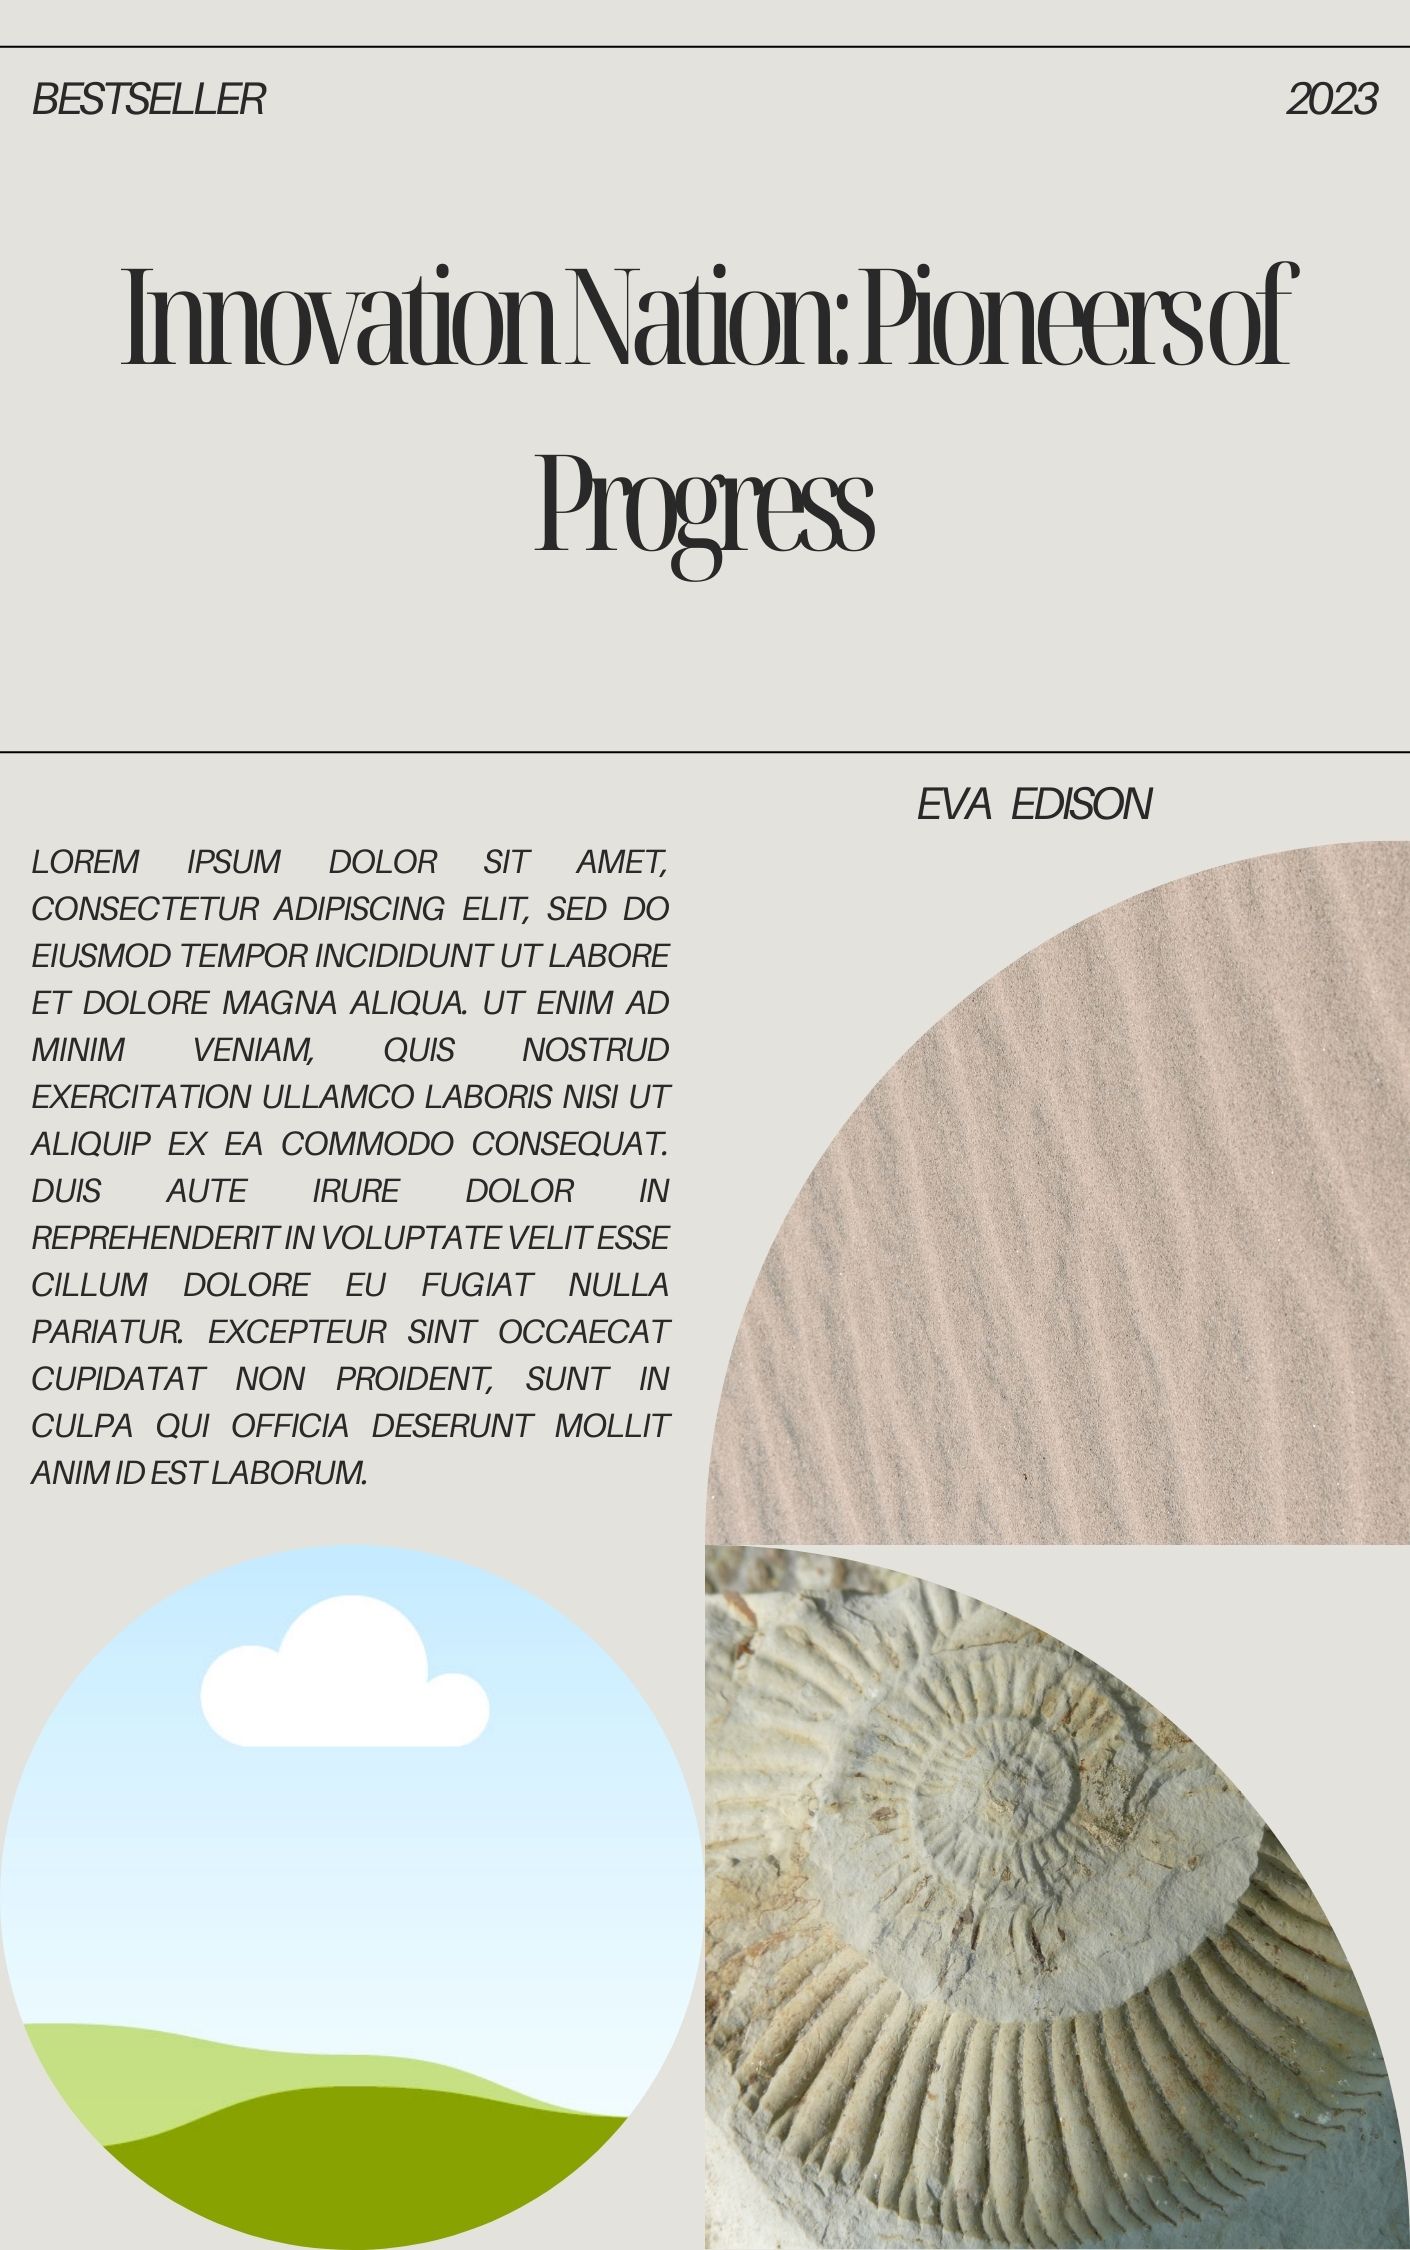 BESTSELLER
2023
Innovation Nation: Pioneers of
Progress
EVA EDISON
LOREM IPSUM DOLOR SIT AMET,
CONSECTETUR ADIPISCING ELIT, SED DO
EIUSMOD TEMPOR INCIDIDUNT UT LABORE
ET DOLORE MAGNA ALIQUA. UT ENIM AD
MINIM VENIAM, QUIS NOSTRUD
EXERCITATION ULLAMCO LABORIS NISI UT
ALIQUIP EX EA COMMODO CONSEQUAT.
DUIS AUTE IRURE DOLOR IN
REPREHENDERIT IN VOLUPTATE VELIT ESSE
CILLUM DOLORE EU FUGIAT NULLA
PARIATUR. EXCEPTEUR SINT OCCAECAT
CUPIDATAT NON PROIDENT, SUNT IN
CULPA QUI OFFICIA DESERUNT MOLLIT
ANIM ID EST LABORUM.